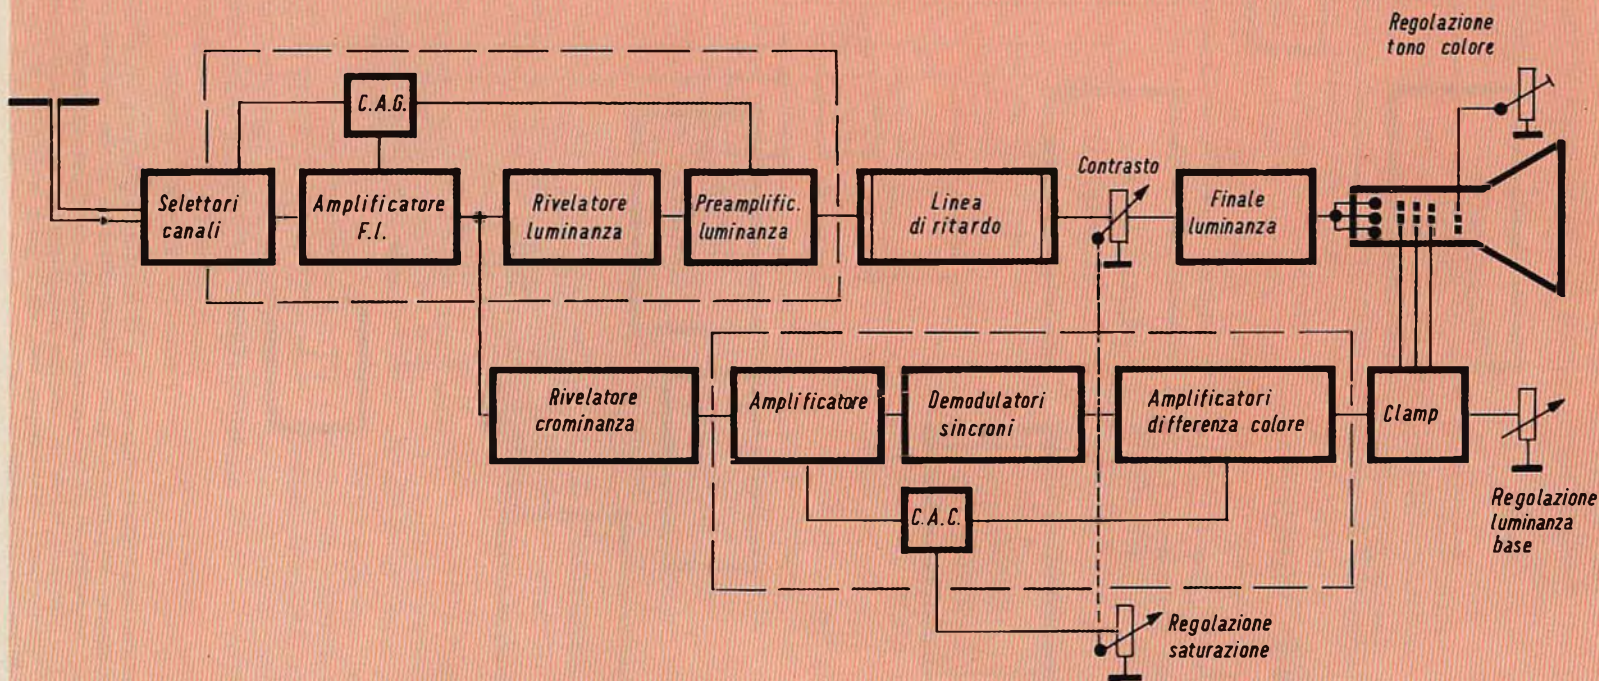 Regolazione
tono colore
C.A.G.
Selettori
canali
Amplificatore
F.I.
Rivelatore
luminanza
Preamplific.
luminanza
Linea
di ritardo
Contrasto
Finale
luminanza
Rivelatore
crominanza
Amplificatore
Demodulatori
sincroni
Amplificatori
differenza colore
Clamp
C.A.C.
Regolazione
luminanza
base
Regolazione
saturazione